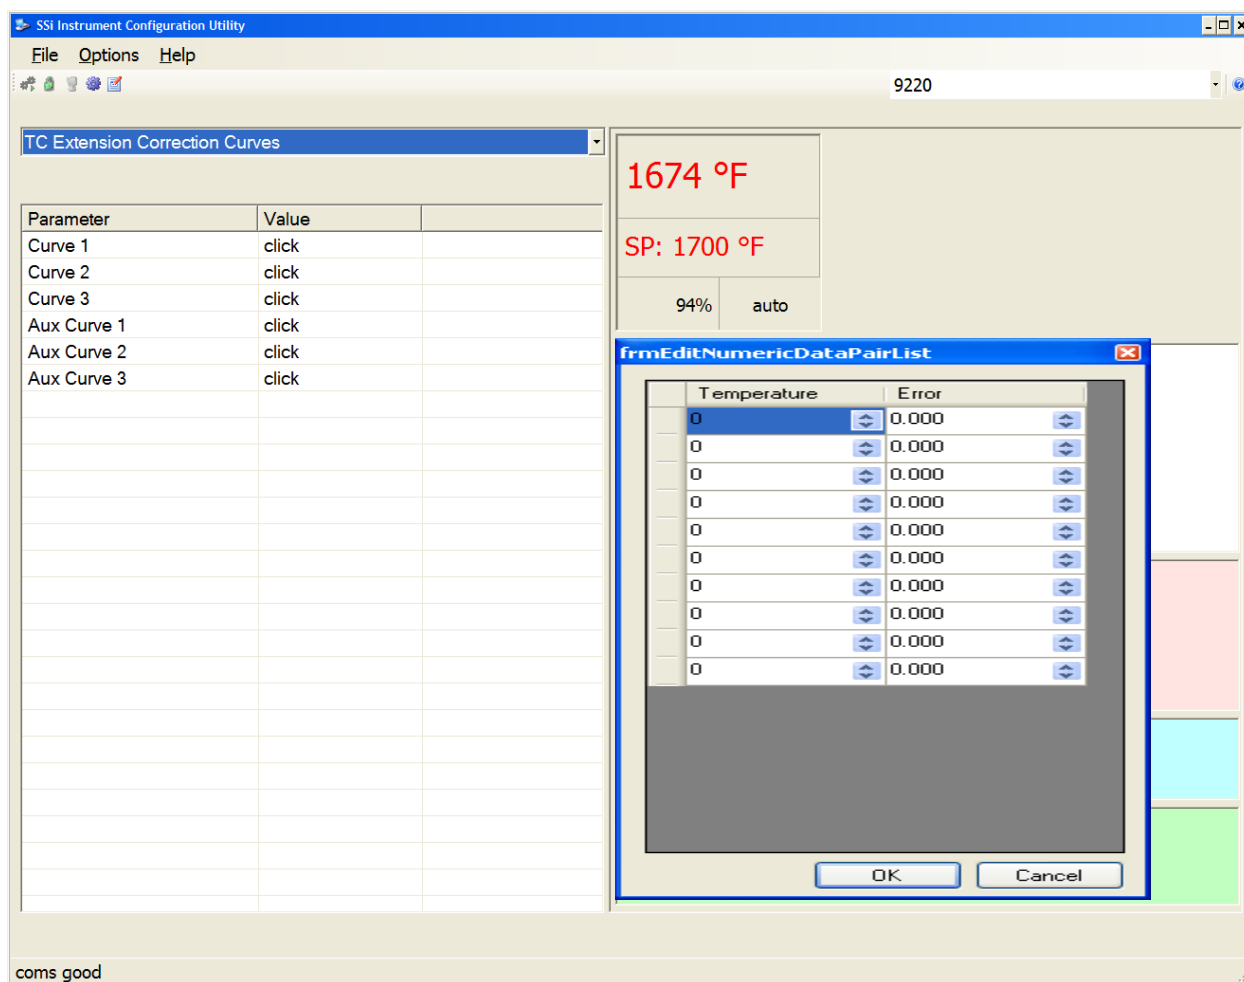 SSi Instrument Configuration Utility
File Options Help
9220
TC Extension Correction Curves
Parameter Value
Curve 1 click
Curve 2 click
Curve 3 click
Aux Curve 1 click
Aux Curve 2 click
Aux Curve 3 click
1674 °F
SP: 1700 °F
94% auto
frmEditNumericDataPairList
Temperature Error
0 0.000
0 0.000
0 0.000
0 0.000
0 0.000
0 0.000
0 0.000
0 0.000
0 0.000
0 0.000
OK Cancel
coms good